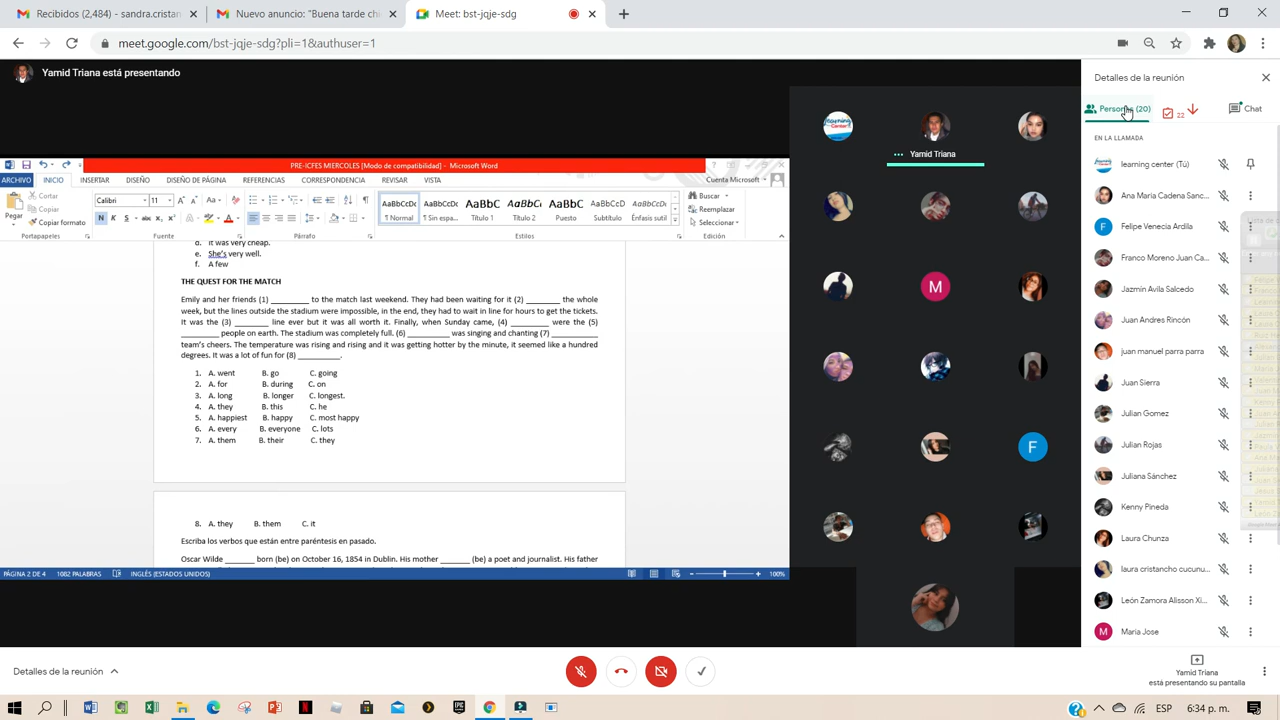 Recibidos (2,484) - sandra.cristan
Nuevo anuncio: "Buena tarde ch
Meet: bst-jqje-sdg
meet.google.com/bst-jqje-sdg?pli=1&authuser=1
Yamid Triana está presentando
Detalles de la reunión
Personas (20)
22
Chat
EN LA LLAMADA
learning center (Tú)
Ana Maria Cadena Sanc...
Felipe Venecia Ardila
Franco Moreno Juan Ca...
Jazmín Avila Salcedo
Juan Andres Rincón
juan manuel parra parra
Juan Sierra
Julian Gomez
Julian Rojas
Juliana Sánchez
Kenny Pineda
Laura Chunza
laura cristancho cucunu...
León Zamora Alisson Xi...
Maria Jose
PRE-ICFES MIERCOLES [Modo de compatibilidad] - Microsoft Word
ARCHIVO INICIO INSERTAR DISEÑO DISEÑO DE PÁGINA REFERENCIAS CORRESPONDENCIA REVISAR VISTA Cuenta Microsoft
Pegar
Cortar
Copiar
Copiar formato
Portapapeles
Calibri 11
Fuente
Párrafo
AaBbCcDc AaBbCcDc AaBbC AaBbCc AaBbC AaBbCcD AaBbCcDc
¶ Normal ¶ Sin espa... Título 1 Título 2 Puesto Subtítulo Énfasis sutil
Estilos
Buscar
Reemplazar
Seleccionar
Edición
d. It was very cheap.
e. She's very well.
f. A few
THE QUEST FOR THE MATCH
Emily and her friends (1) _________ to the match last weekend. They had been waiting for it (2) ________ the whole
week, but the lines outside the stadium were impossible, in the end, they had to wait in line for hours to get the tickets.
It was the (3) ________ line ever but it was all worth it. Finally, when Sunday came, (4) _________ were the (5)
_________ people on earth. The stadium was completely full. (6) __________ was singing and chanting (7) ___________
team's cheers. The temperature was rising and rising and it was getting hotter by the minute, it seemed like a hundred
degrees. It was a lot of fun for (8) __________.
1. A. went B. go C. going
2. A. for B. during C. on
3. A. long B. longer C. longest.
4. A. they B. this C. he
5. A. happiest B. happy C. most happy
6. A. every B. everyone C. lots
7. A. them B. their C. they
8. A. they B. them C. it
Escriba los verbos que están entre paréntesis en pasado.
Oscar Wilde _______ born (be) on October 16, 1854 in Dublin. His mother _______ (be) a poet and journalist. His father
PÁGINA 2 DE 4 1082 PALABRAS INGLÉS (ESTADOS UNIDOS) 100%
Yamid Triana
learning Center
M
F
F
M
Detalles de la reunión
Yamid Triana
está presentando su pantalla
ESP 6:34 p. m.